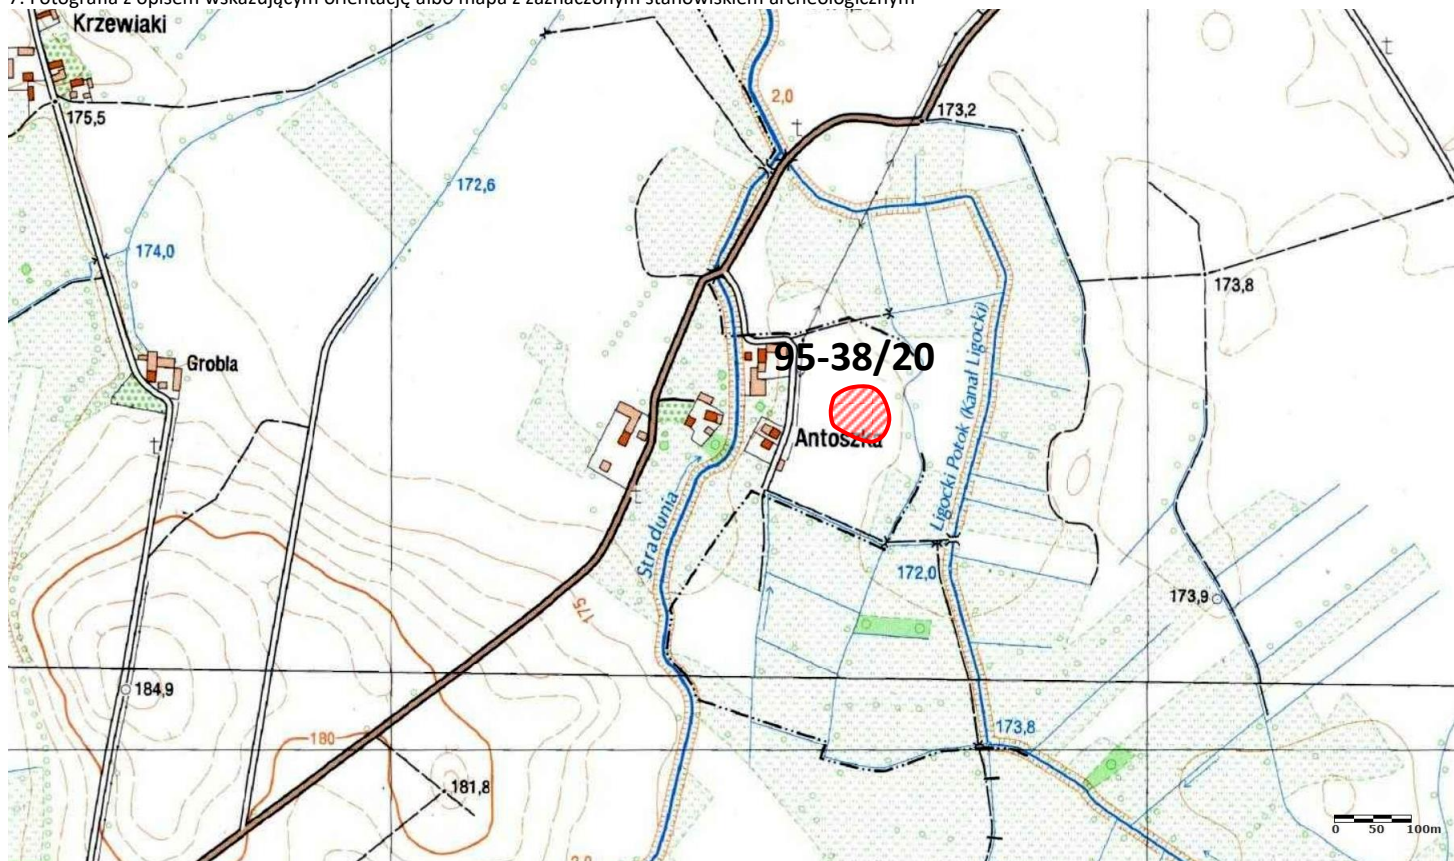 7. Fotografia z opisem wskazującym orientację albo mapa z zaznaczonym stanowiskiem archeologicznym
Krzewiaki
175,5
2,0
t
173,2
t
172,6
174,0
173,8
Grobla
95-38/20
Antoszka
Ligocki Potok (Kanał Ligocki)
t
t
Stradunia
172,0
175
173,9
184,9
180
173,8
181,8
0 50 100m
2,0